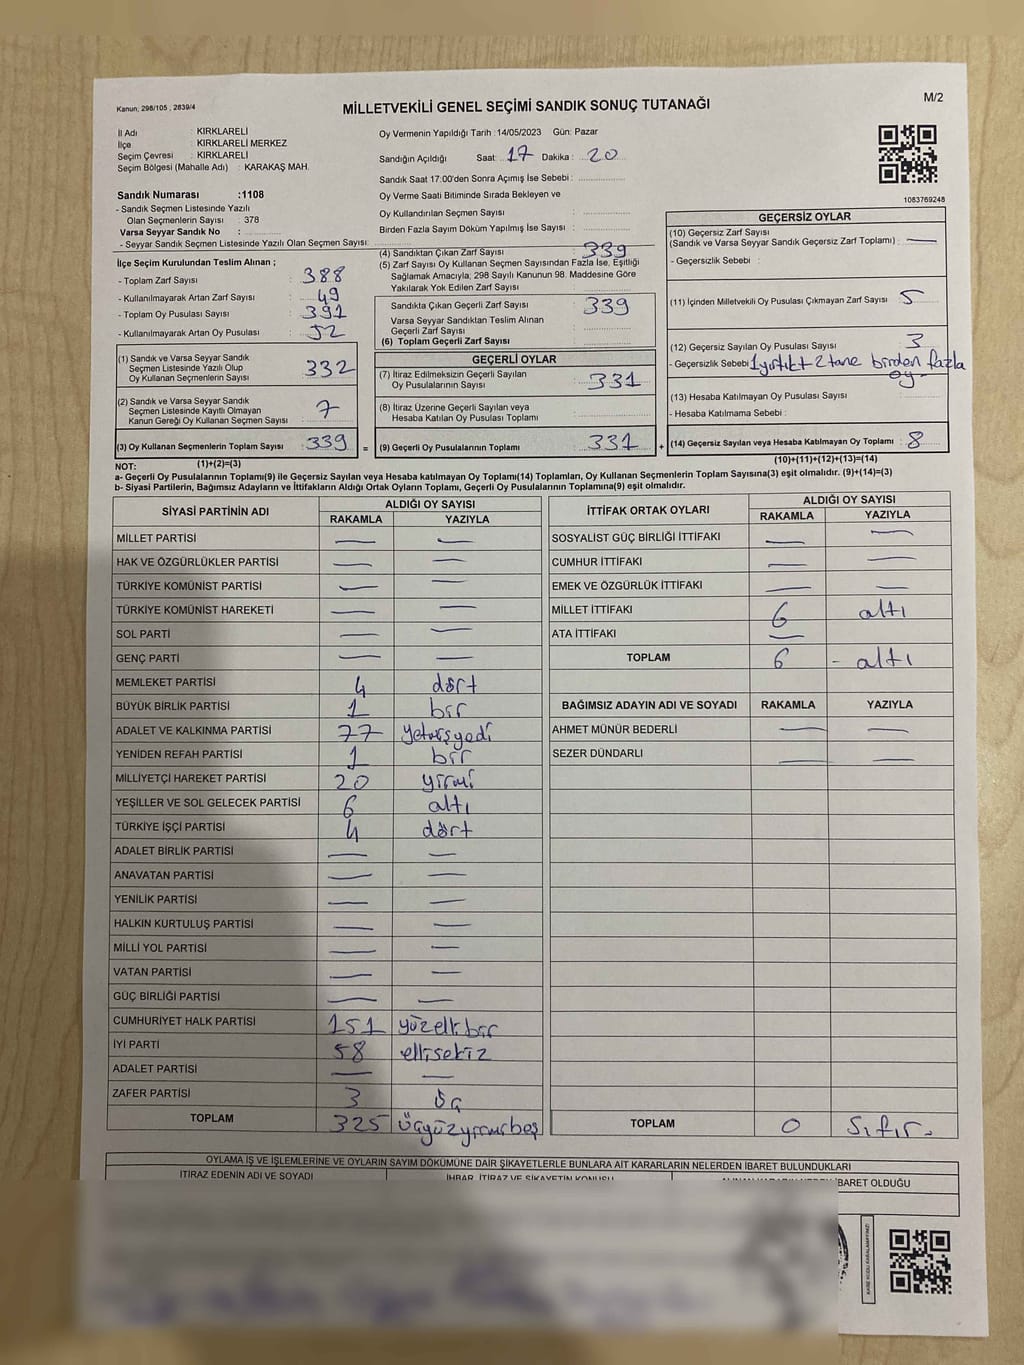 Kanun; 298/105 ; 2839/4
MİLLETVEKİLİ GENEL SEÇİMİ SANDIK SONUÇ TUTANAĞI
M/2
İl Adı : KIRKLARELİ
İlçe : KIRKLARELİ MERKEZ
Seçim Çevresi : KIRKLARELİ
Seçim Bölgesi (Mahalle Adı) : KARAKAŞ MAH.
Oy Vermenin Yapıldığı Tarih :14/05/2023 Gün: Pazar
Sandığın Açıldığı Saat: 17 Dakika: 20
Sandık Saat 17:00'den Sonra Açımış İse Sebebi :
Oy Verme Saati Bitiminde Sırada Bekleyen ve
Oy Kullandırılan Seçmen Sayısı :
Birden Fazla Sayım Döküm Yapılmış İse Sayısı :
1083769248
Sandık Numarası :1108
- Sandık Seçmen Listesinde Yazılı
Olan Seçmenlerin Sayısı : 378
Varsa Seyyar Sandık No :
- Seyyar Sandık Seçmen Listesinde Yazılı Olan Seçmen Sayısı:
İlçe Seçim Kurulundan Teslim Alınan ;
- Toplam Zarf Sayısı : 388
- Kullanılmayarak Artan Zarf Sayısı : 49
- Toplam Oy Pusulası Sayısı : 391
- Kullanılmayarak Artan Oy Pusulası : 52
(1) Sandık ve Varsa Seyyar Sandık
Seçmen Listesinde Yazılı Olup
Oy Kullanan Seçmenlerin Sayısı : 332
(2) Sandık ve Varsa Seyyar Sandık
Seçmen Listesinde Kayıtlı Olmayan
Kanun Gereği Oy Kullanan Seçmen Sayısı : 7
(3) Oy Kullanan Seçmenlerin Toplam Sayısı : 339 =
(4) Sandıktan Çıkan Zarf Sayısı : 339
(5) Zarf Sayısı Oy Kullanan Seçmen Sayısından Fazla İse, Eşitliği
Sağlamak Amacıyla; 298 Sayılı Kanunun 98. Maddesine Göre
Yakılarak Yok Edilen Zarf Sayısı :
Sandıkta Çıkan Geçerli Zarf Sayısı : 339
Varsa Seyyar Sandıktan Teslim Alınan
Geçerli Zarf Sayısı :
(6) Toplam Geçerli Zarf Sayısı :
GEÇERLİ OYLAR
(7) İtiraz Edilmeksizin Geçerli Sayılan
Oy Pusulalarının Sayısı : 331
(8) İtiraz Üzerine Geçerli Sayılan veya
Hesaba Katılan Oy Pusulası Toplamı :
(9) Geçerli Oy Pusulalarının Toplamı : 331 +
GEÇERSİZ OYLAR
(10) Geçersiz Zarf Sayısı
(Sandık ve Varsa Seyyar Sandık Geçersiz Zarf Toplamı) : —
- Geçersizlik Sebebi :
(11) İçinden Milletvekili Oy Pusulası Çıkmayan Zarf Sayısı : 5
(12) Geçersiz Sayılan Oy Pusulası Sayısı : 3
- Geçersizlik Sebebi 1 yırtık+2 tane birden fazla
oy
(13) Hesaba Katılmayan Oy Pusulası Sayısı :
- Hesaba Katılmama Sebebi :
(14) Geçersiz Sayılan veya Hesaba Katılmayan Oy Toplamı : 8
NOT: (1)+(2)=(3)
(10)+(11)+(12)+(13)=(14)
a- Geçerli Oy Pusulalarının Toplamı(9) ile Geçersiz Sayılan veya Hesaba katılmayan Oy Toplamı(14) Toplamları, Oy Kullanan Seçmenlerin Toplam Sayısına(3) eşit olmalıdır. (9)+(14)=(3)
b- Siyasi Partilerin, Bağımsız Adayların ve İttifakların Aldığı Ortak Oyların Toplamı, Geçerli Oy Pusulalarının Toplamına(9) eşit olmalıdır.
SİYASİ PARTİNİN ADI ALDIĞI OY SAYISI
RAKAMLA YAZIYLA
MİLLET PARTİSİ — —
HAK VE ÖZGÜRLÜKLER PARTİSİ — —
TÜRKİYE KOMÜNİST PARTİSİ — —
TÜRKİYE KOMÜNİST HAREKETİ — —
SOL PARTİ — —
GENÇ PARTİ — —
MEMLEKET PARTİSİ 4 dört
BÜYÜK BİRLİK PARTİSİ 1 bir
ADALET VE KALKINMA PARTİSİ 77 yetmişyedi
YENİDEN REFAH PARTİSİ 1 bir
MİLLİYETÇİ HAREKET PARTİSİ 20 yirmi
YEŞİLLER VE SOL GELECEK PARTİSİ 6 altı
TÜRKİYE İŞÇİ PARTİSİ 4 dört
ADALET BİRLİK PARTİSİ — —
ANAVATAN PARTİSİ — —
YENİLİK PARTİSİ — —
HALKIN KURTULUŞ PARTİSİ — —
MİLLİ YOL PARTİSİ — —
VATAN PARTİSİ — —
GÜÇ BİRLİĞİ PARTİSİ — —
CUMHURİYET HALK PARTİSİ 151 yüzellibir
İYİ PARTİ 58 ellisekiz
ADALET PARTİSİ — —
ZAFER PARTİSİ 3 üç
TOPLAM 325 üçyüzyirmibeş
İTTİFAK ORTAK OYLARI ALDIĞI OY SAYISI
RAKAMLA YAZIYLA
SOSYALİST GÜÇ BİRLİĞİ İTTİFAKI — —
CUMHUR İTTİFAKI — —
EMEK VE ÖZGÜRLÜK İTTİFAKI — —
MİLLET İTTİFAKI 6 altı
ATA İTTİFAKI —
TOPLAM 6 - altı
BAĞIMSIZ ADAYIN ADI VE SOYADI RAKAMLA YAZIYLA
AHMET MÜNÜR BEDERLİ — —
SEZER DÜNDARLI — —
TOPLAM 0 Sıfır.
OYLAMA İŞ VE İŞLEMLERİNE VE OYLARIN SAYIM DÖKÜMÜNE DAİR ŞİKAYETLERLE BUNLARA AİT KARARLARIN NELERDEN İBARET BULUNDUKLARI
İTİRAZ EDENİN ADI VE SOYADI İHBAR, İTİRAZ VE ŞİKAYETİN KONUSU İBARET OLDUĞU